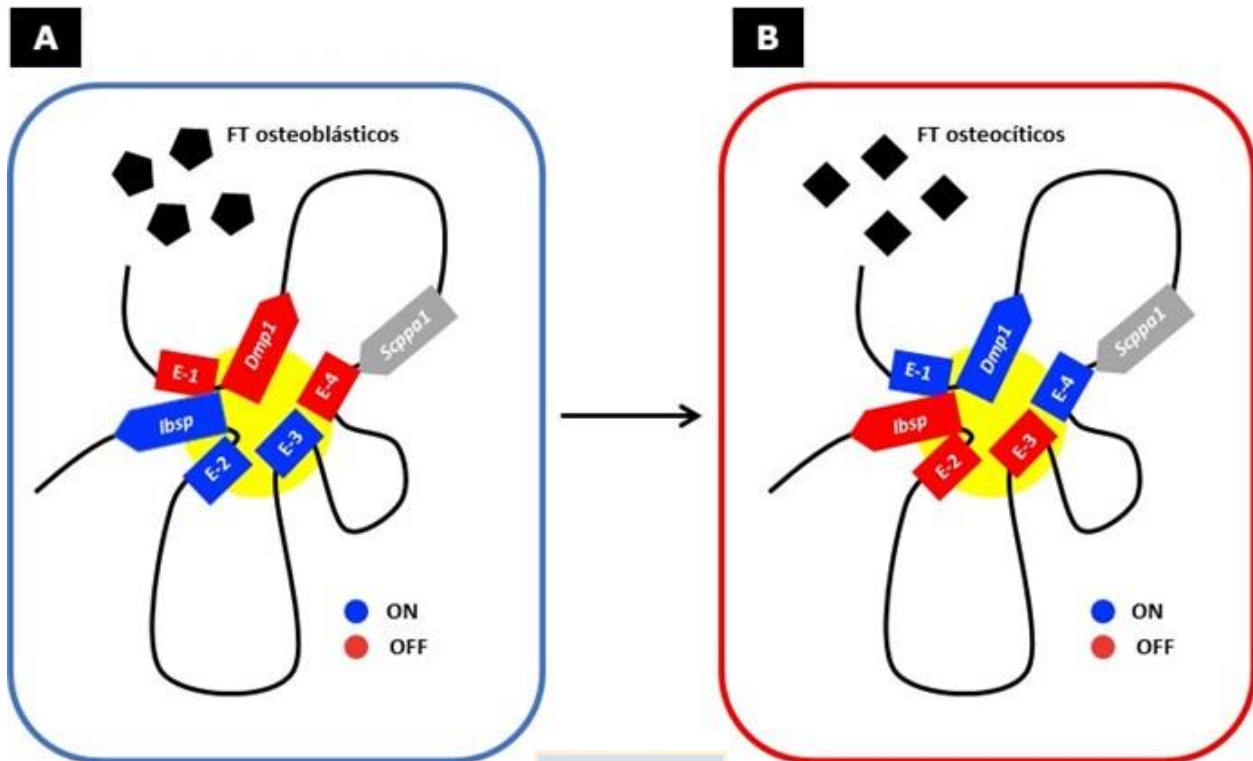 A
FT osteoblásticos
Dmp1
Scppa1
E-1
E-4
Ibsp
E-3
E-2
ON
OFF
B
FT osteocíticos
Dmp1
Scppa1
E-1
E-4
Ibsp
E-3
E-2
ON
OFF